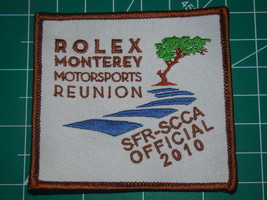 ROLEX
MONTEREY
MOTORSPORTS
REUNION
SFR-SCCA
OFFICIAL
2010